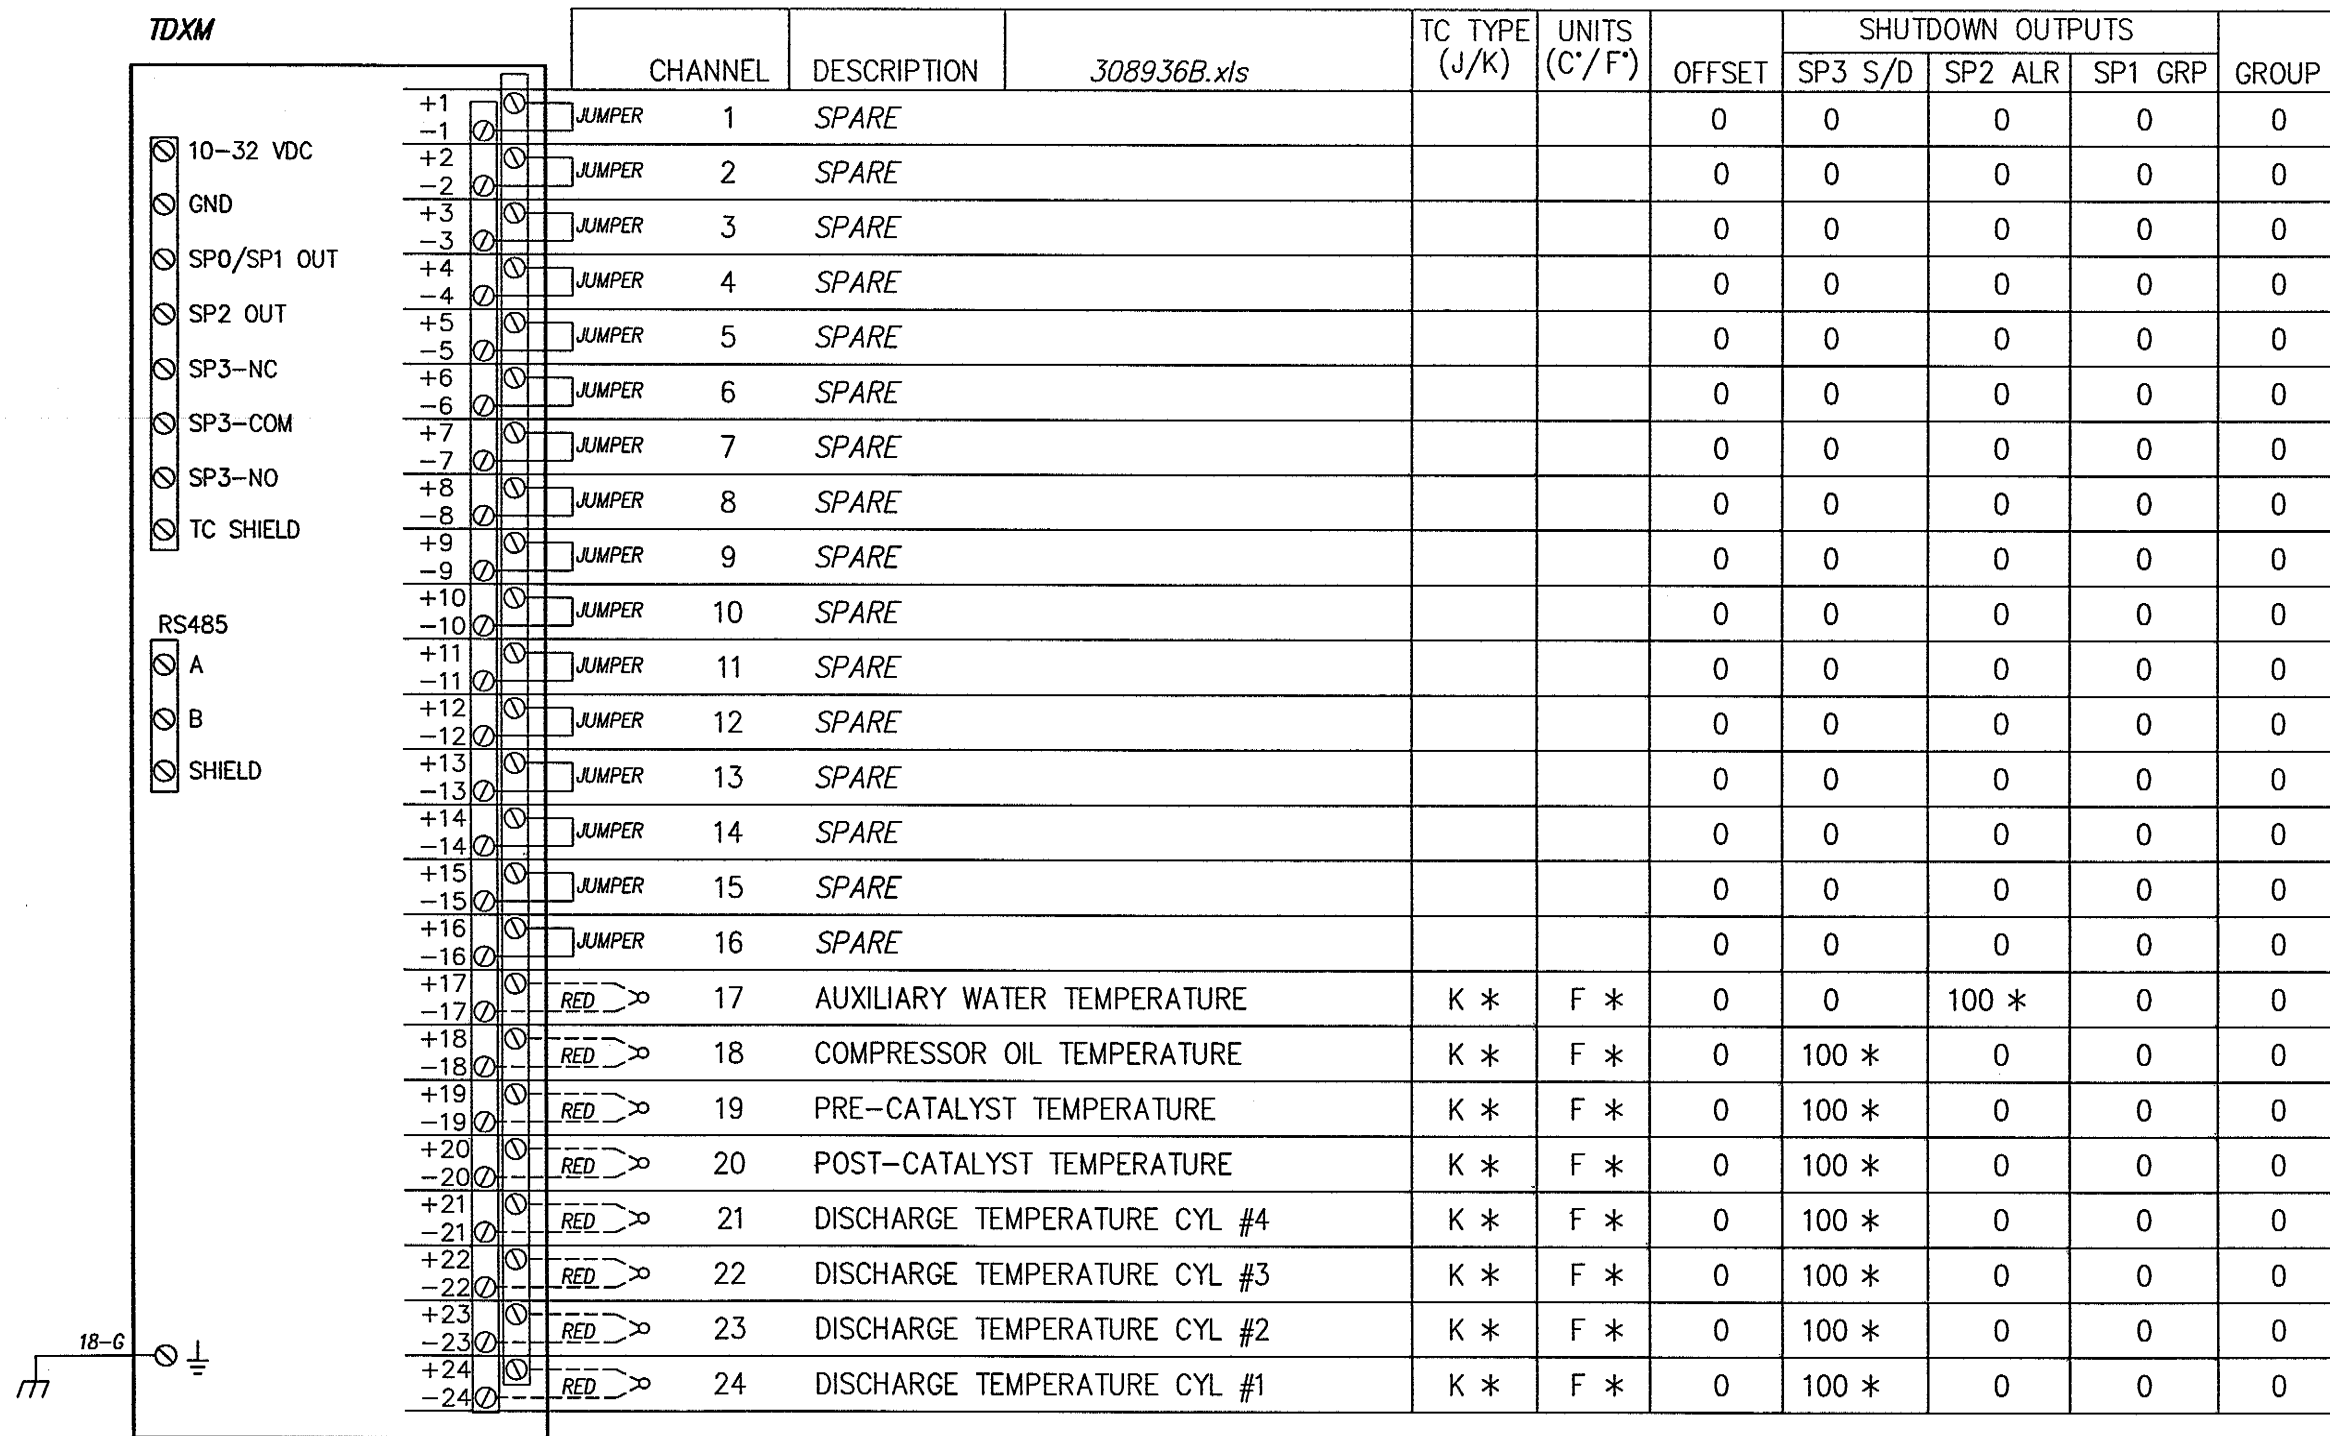 TDXM
CHANNEL DESCRIPTION 308936B.xls TC TYPE (J/K) UNITS (C°/F°) OFFSET SHUTDOWN OUTPUTS SP3 S/D SP2 ALR SP1 GRP GROUP
+1 -1 JUMPER 1 SPARE 0 0 0 0 0
+2 -2 JUMPER 2 SPARE 0 0 0 0 0
+3 -3 JUMPER 3 SPARE 0 0 0 0 0
+4 -4 JUMPER 4 SPARE 0 0 0 0 0
+5 -5 JUMPER 5 SPARE 0 0 0 0 0
+6 -6 JUMPER 6 SPARE 0 0 0 0 0
+7 -7 JUMPER 7 SPARE 0 0 0 0 0
+8 -8 JUMPER 8 SPARE 0 0 0 0 0
+9 -9 JUMPER 9 SPARE 0 0 0 0 0
+10 -10 JUMPER 10 SPARE 0 0 0 0 0
+11 -11 JUMPER 11 SPARE 0 0 0 0 0
+12 -12 JUMPER 12 SPARE 0 0 0 0 0
+13 -13 JUMPER 13 SPARE 0 0 0 0 0
+14 -14 JUMPER 14 SPARE 0 0 0 0 0
+15 -15 JUMPER 15 SPARE 0 0 0 0 0
+16 -16 JUMPER 16 SPARE 0 0 0 0 0
+17 -17 RED 17 AUXILIARY WATER TEMPERATURE K * F * 0 0 100 * 0 0
+18 -18 RED 18 COMPRESSOR OIL TEMPERATURE K * F * 0 100 * 0 0 0
+19 -19 RED 19 PRE-CATALYST TEMPERATURE K * F * 0 100 * 0 0 0
+20 -20 RED 20 POST-CATALYST TEMPERATURE K * F * 0 100 * 0 0 0
+21 -21 RED 21 DISCHARGE TEMPERATURE CYL #4 K * F * 0 100 * 0 0 0
+22 -22 RED 22 DISCHARGE TEMPERATURE CYL #3 K * F * 0 100 * 0 0 0
+23 -23 RED 23 DISCHARGE TEMPERATURE CYL #2 K * F * 0 100 * 0 0 0
+24 -24 RED 24 DISCHARGE TEMPERATURE CYL #1 K * F * 0 100 * 0 0 0
10-32 VDC
GND
SP0/SP1 OUT
SP2 OUT
SP3-NC
SP3-COM
SP3-NO
TC SHIELD
RS485
A
B
SHIELD
18-G